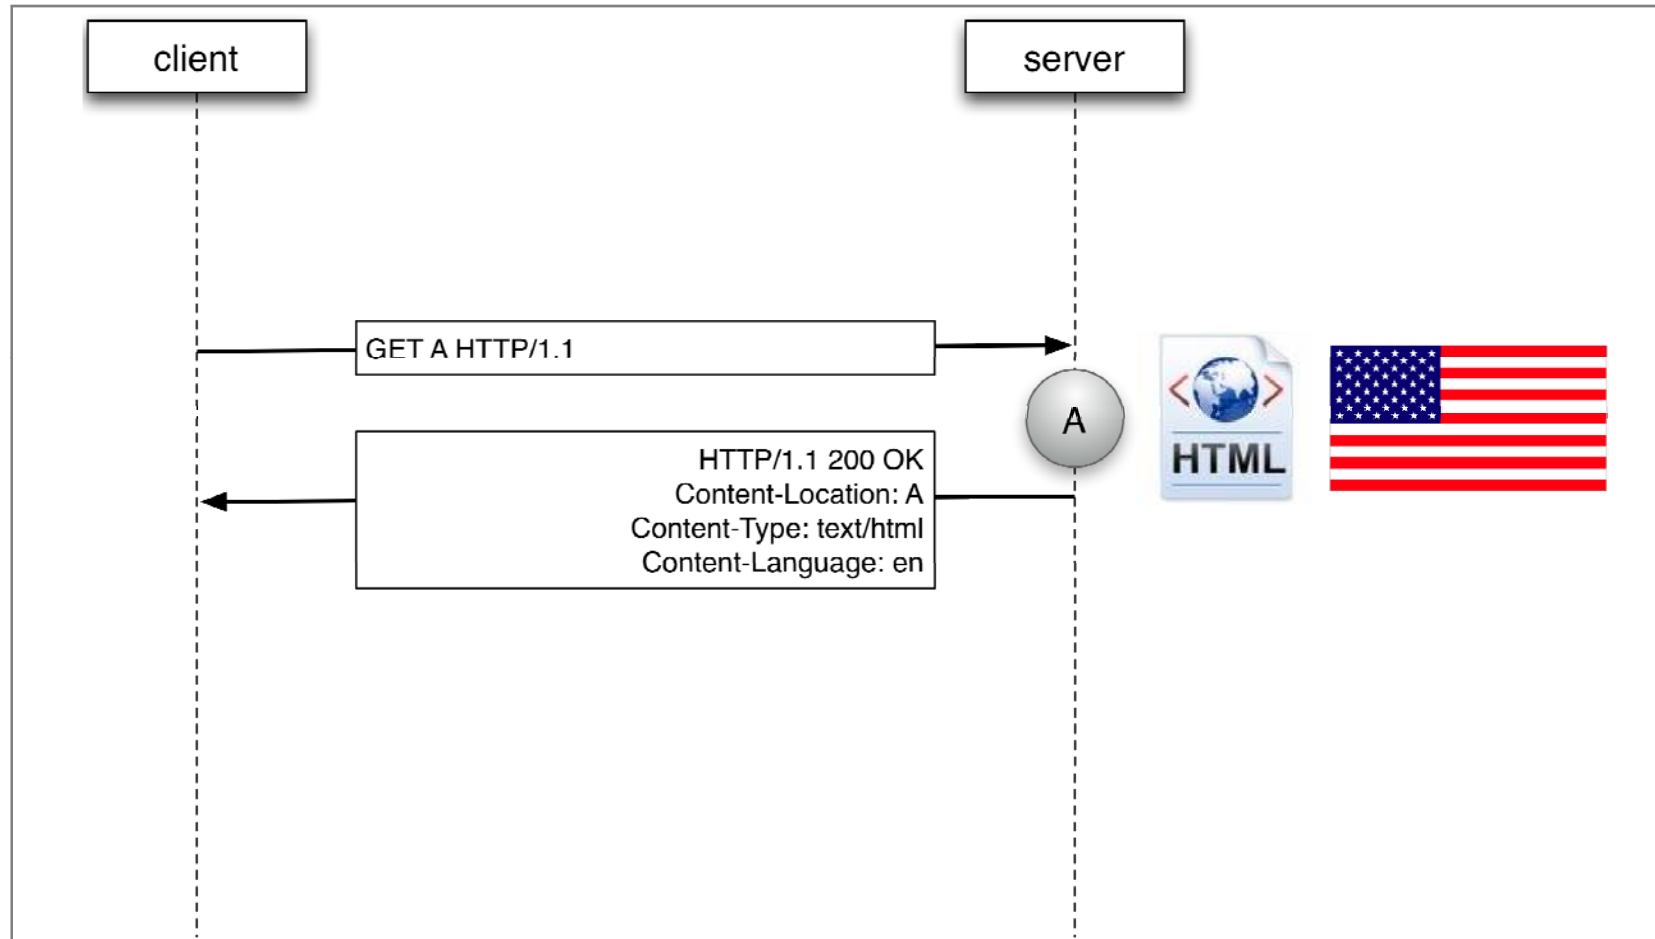 client
server
GET A HTTP/1.1
A
HTML
HTTP/1.1 200 OK
Content-Location: A
Content-Type: text/html
Content-Language: en